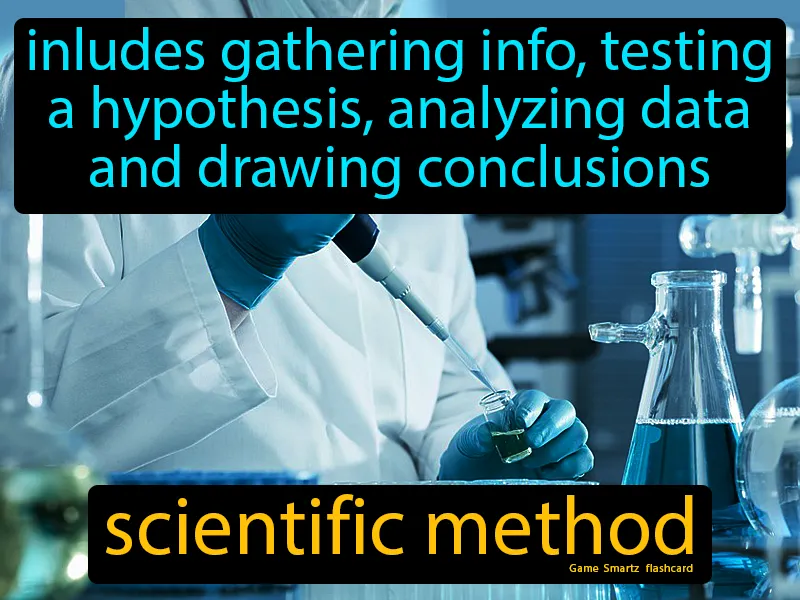 inludes gathering info, testing
a hypothesis, analyzing data
and drawing conclusions
scientific method
Game Smartz flashcard